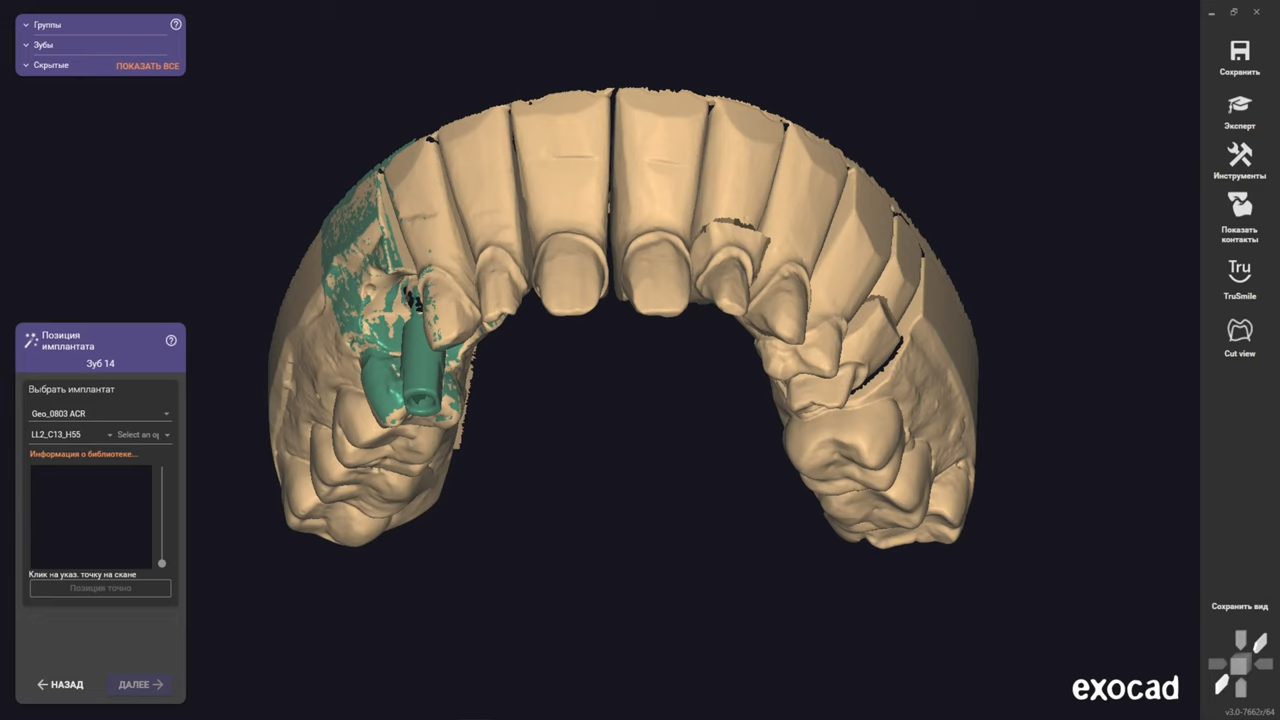 Группы
Зубы
Скрытые ПОКАЗАТЬ ВСЕ
Позиция
имплантата
Зуб 14
Выбрать имплантат
Geo_0803 ACR
LL2_C13_H55 Select an o
Информация о библиотеке...
Клик на указ. точку на скане
Позиция точно
НАЗАД ДАЛЕЕ
Сохранить
Эксперт
Инструменты
Показать
контакты
Tru
TruSmile
Cut view
Сохранить вид
exocad
v3.0-7662r/64